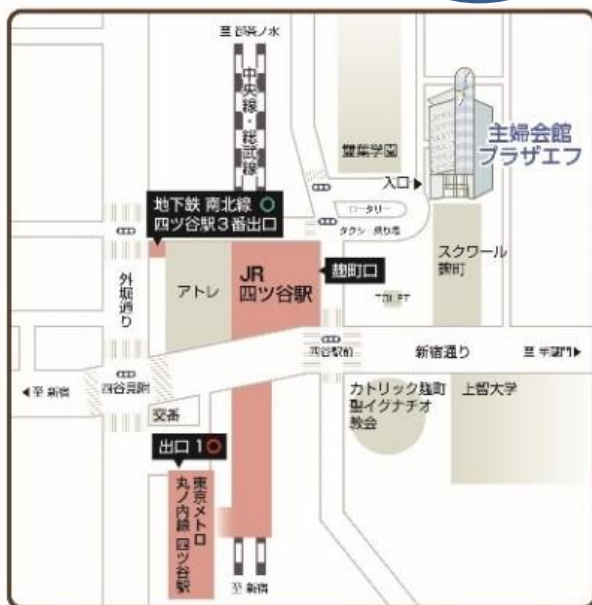 至 御茶ノ水
中央線・総武線
雙葉学園
主婦会館
プラザエフ
入口
地下鉄 南北線
四ツ谷駅3番出口
ロータリー
タクシー乗り場
スクワール
麹町
麹町口
JR
四ツ谷駅
アトレ
外堀通り
TOILET
四谷駅前
新宿通り
至 半蔵門
至 新宿
四谷見附
交番
カトリック麹町
聖イグナチオ
教会
上智大学
出口 1
東京メトロ
丸ノ内線 四ツ谷駅
至 新宿